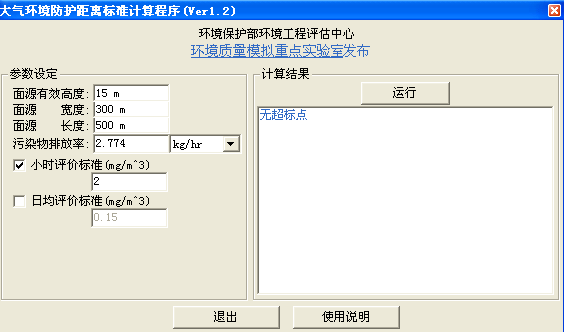 大气环境防护距离标准计算程序(Ver1.2)
环境保护部环境工程评估中心
环境质量模拟重点实验室发布
参数设定
面源有效高度: 15 m
面源 宽度: 300 m
面源 长度: 500 m
污染物排放率: 2.774 kg/hr
小时评价标准(mg/m^3)
2
日均评价标准(mg/m^3)
0.15
计算结果
运行
无超标点
退出 使用说明